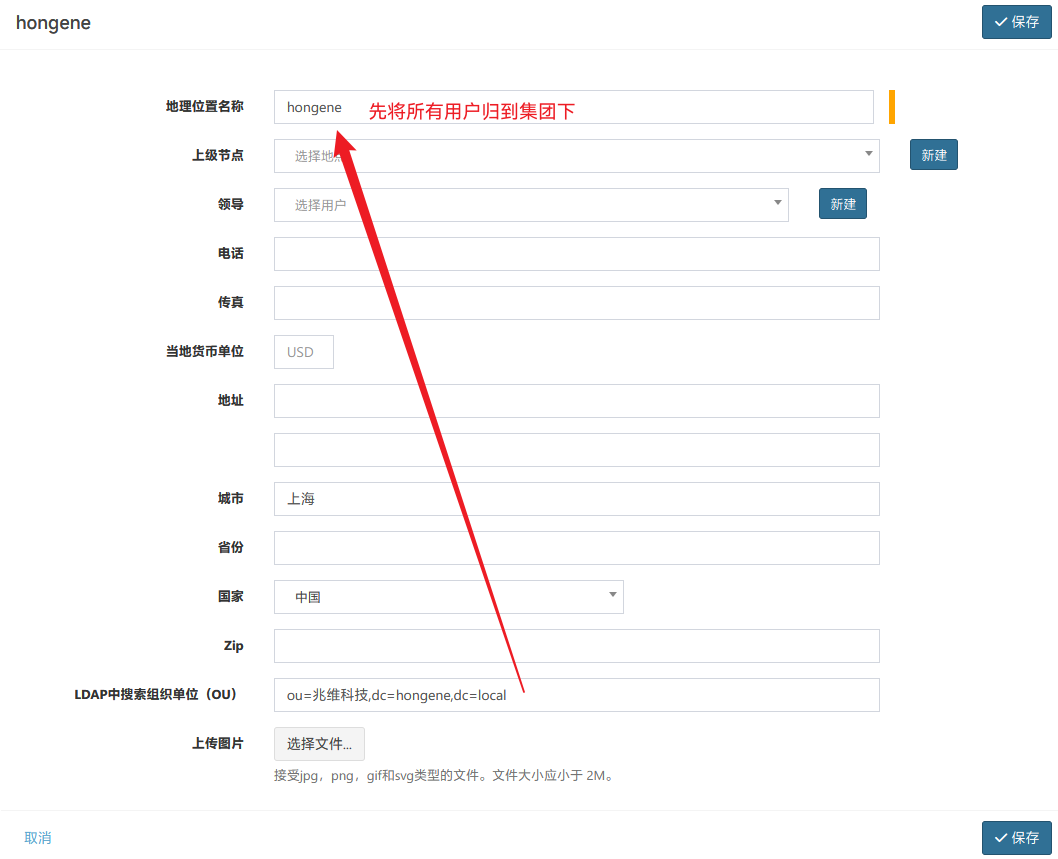 hongene
保存
地理位置名称
hongene
先将所有用户归到集团下
上级节点
选择地点
新建
领导
选择用户
新建
电话
传真
当地货币单位
USD
地址
城市
上海
省份
国家
中国
Zip
LDAP中搜索组织单位（OU）
ou=兆维科技,dc=hongene,dc=local
上传图片
选择文件...
接受jpg，png，gif和svg类型的文件。文件大小应小于 2M。
取消
保存